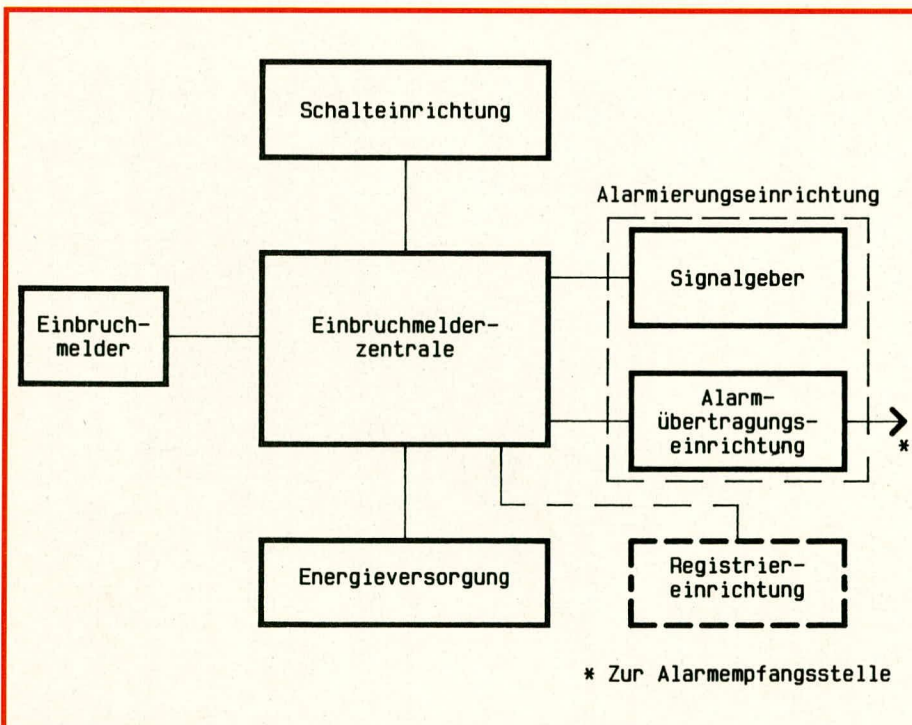 Schalteinrichtung
Alarmierungseinrichtung
Signalgeber
Einbruch-
melder
Einbruchmelder-
zentrale
Alarm-
übertragungs-
einrichtung
*
Energieversorgung
Registrier-
einrichtung
* Zur Alarmempfangsstelle